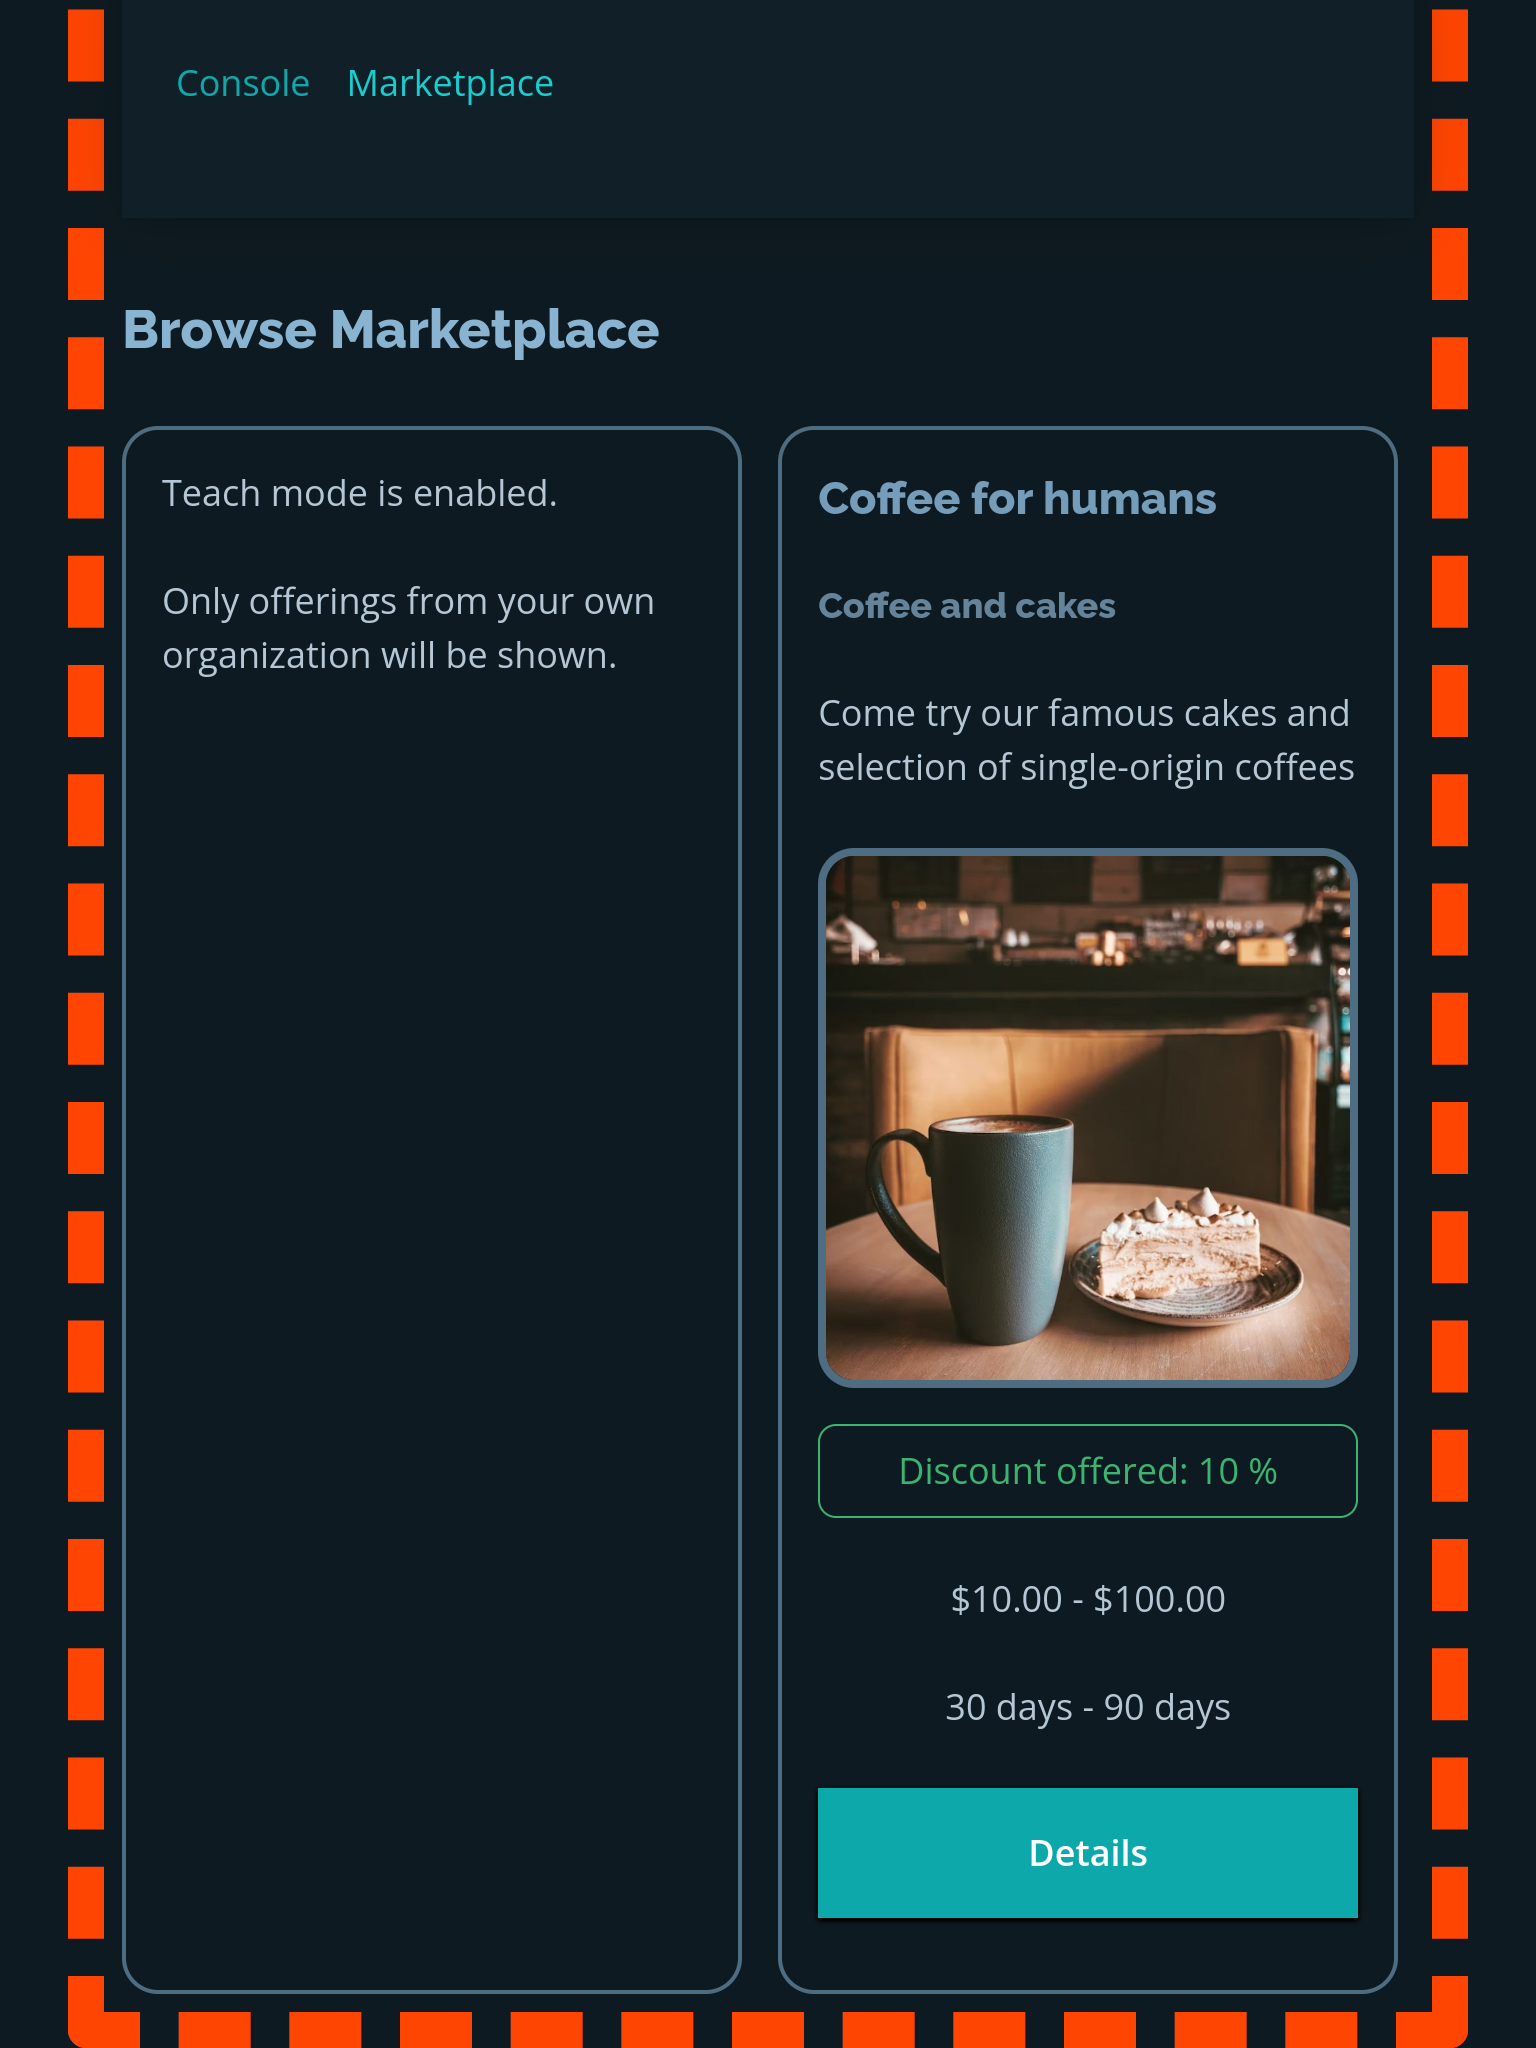 Console Marketplace
Browse Marketplace
Teach mode is enabled.
Only offerings from your own
organization will be shown.
Coffee for humans
Coffee and cakes
Come try our famous cakes and
selection of single-origin coffees
Discount offered: 10 %
$10.00 - $100.00
30 days - 90 days
Details